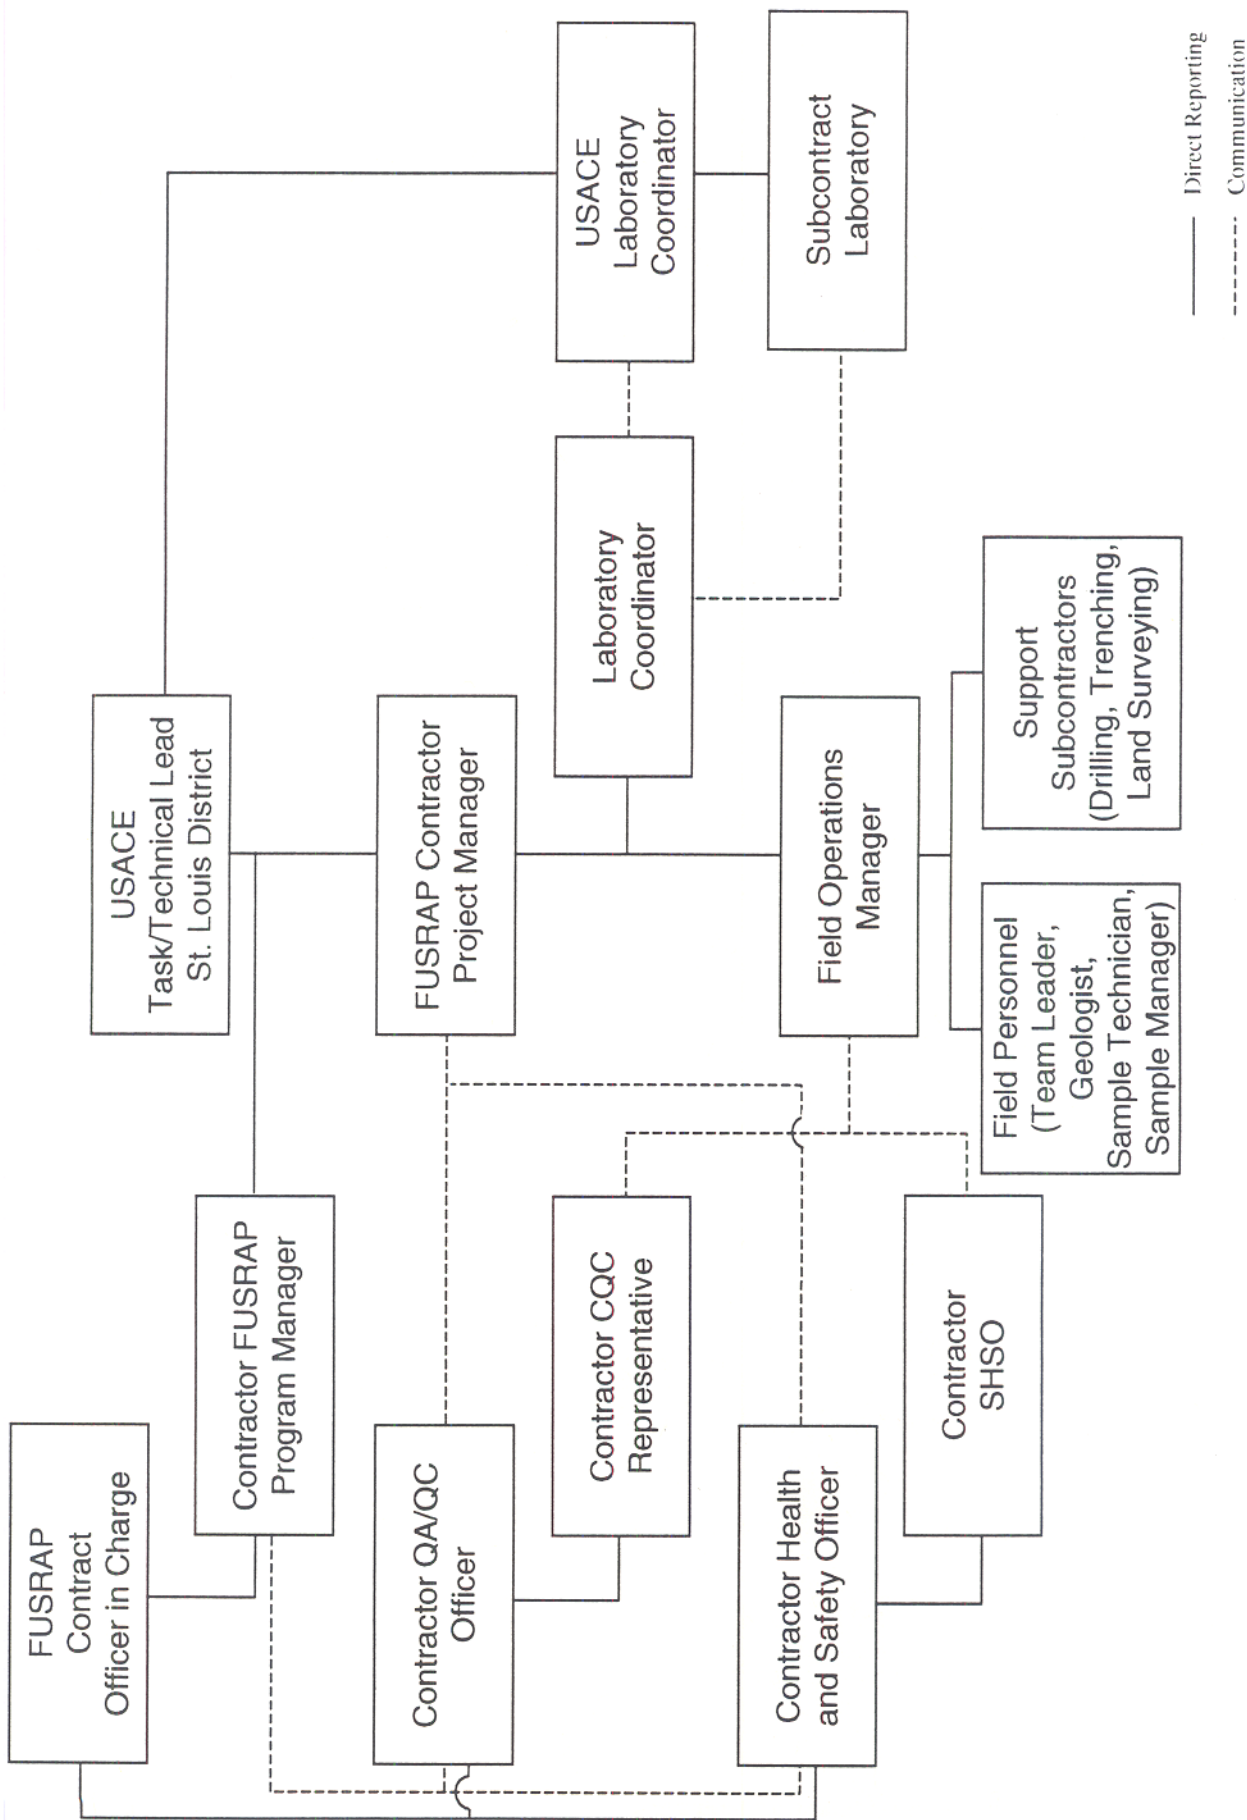 FUSRAP
Contract
Officer in Charge
USACE
Task/Technical Lead
St. Louis District
Contractor FUSRAP
Program Manager
FUSRAP Contractor
Project Manager
Contractor QA/QC
Officer
Contractor CQC
Representative
Laboratory
Coordinator
USACE
Laboratory
Coordinator
Contractor Health
and Safety Officer
Field Operations
Manager
Subcontract
Laboratory
Contractor
SHSO
Field Personnel
(Team Leader,
Geologist,
Sample Technician,
Sample Manager)
Support
Subcontractors
(Drilling, Trenching,
Land Surveying)
Direct Reporting
Communication